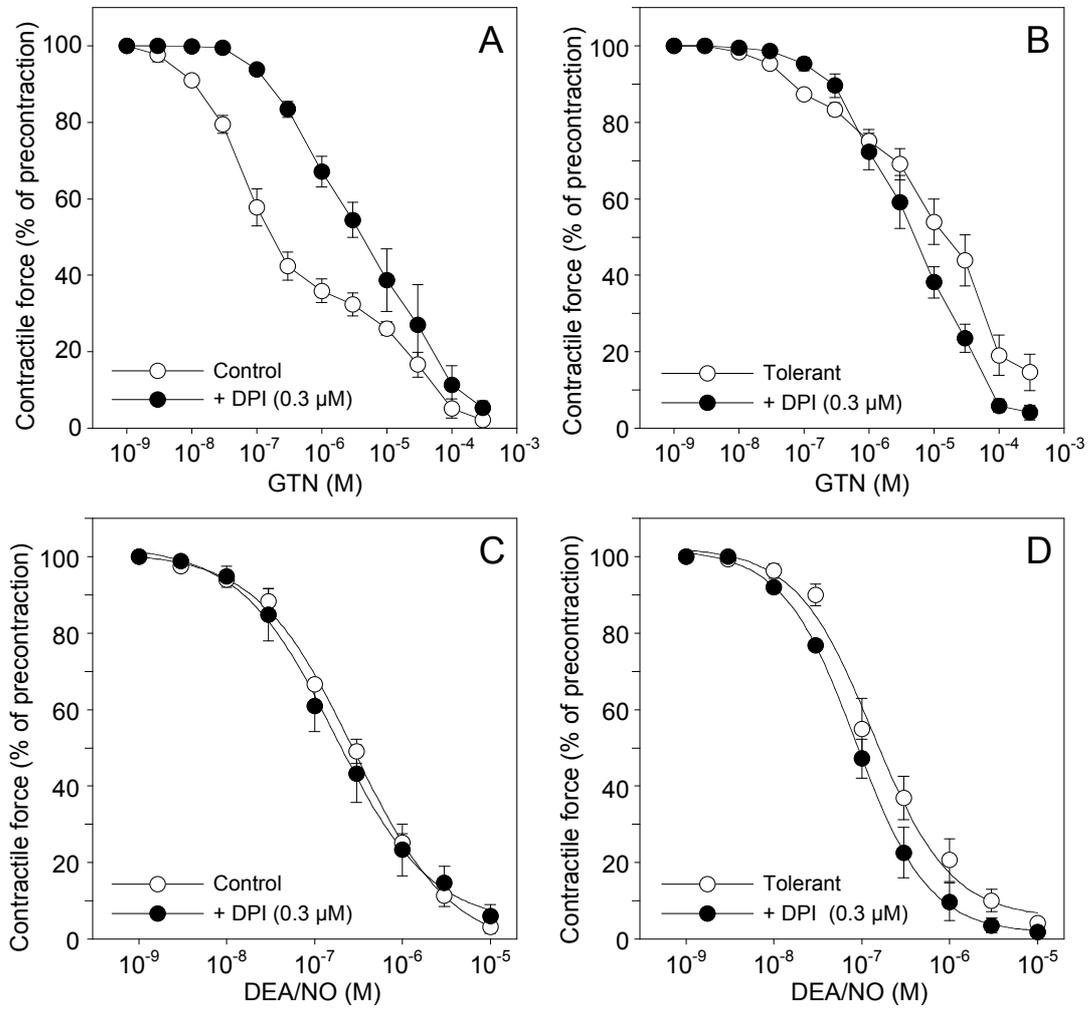 A
Contractile force (% of precontraction)
100
80
60
40
20
0
Control
+ DPI (0.3 µM)
10-9 10-8 10-7 10-6 10-5 10-4 10-3
GTN (M)
B
Contractile force (% of precontraction)
100
80
60
40
20
0
Tolerant
+ DPI (0.3 µM)
10-9 10-8 10-7 10-6 10-5 10-4 10-3
GTN (M)
C
Contractile force (% of precontraction)
100
80
60
40
20
0
Control
+ DPI (0.3 µM)
10-9 10-8 10-7 10-6 10-5
DEA/NO (M)
D
Contractile force (% of precontraction)
100
80
60
40
20
0
Tolerant
+ DPI (0.3 µM)
10-9 10-8 10-7 10-6 10-5
DEA/NO (M)